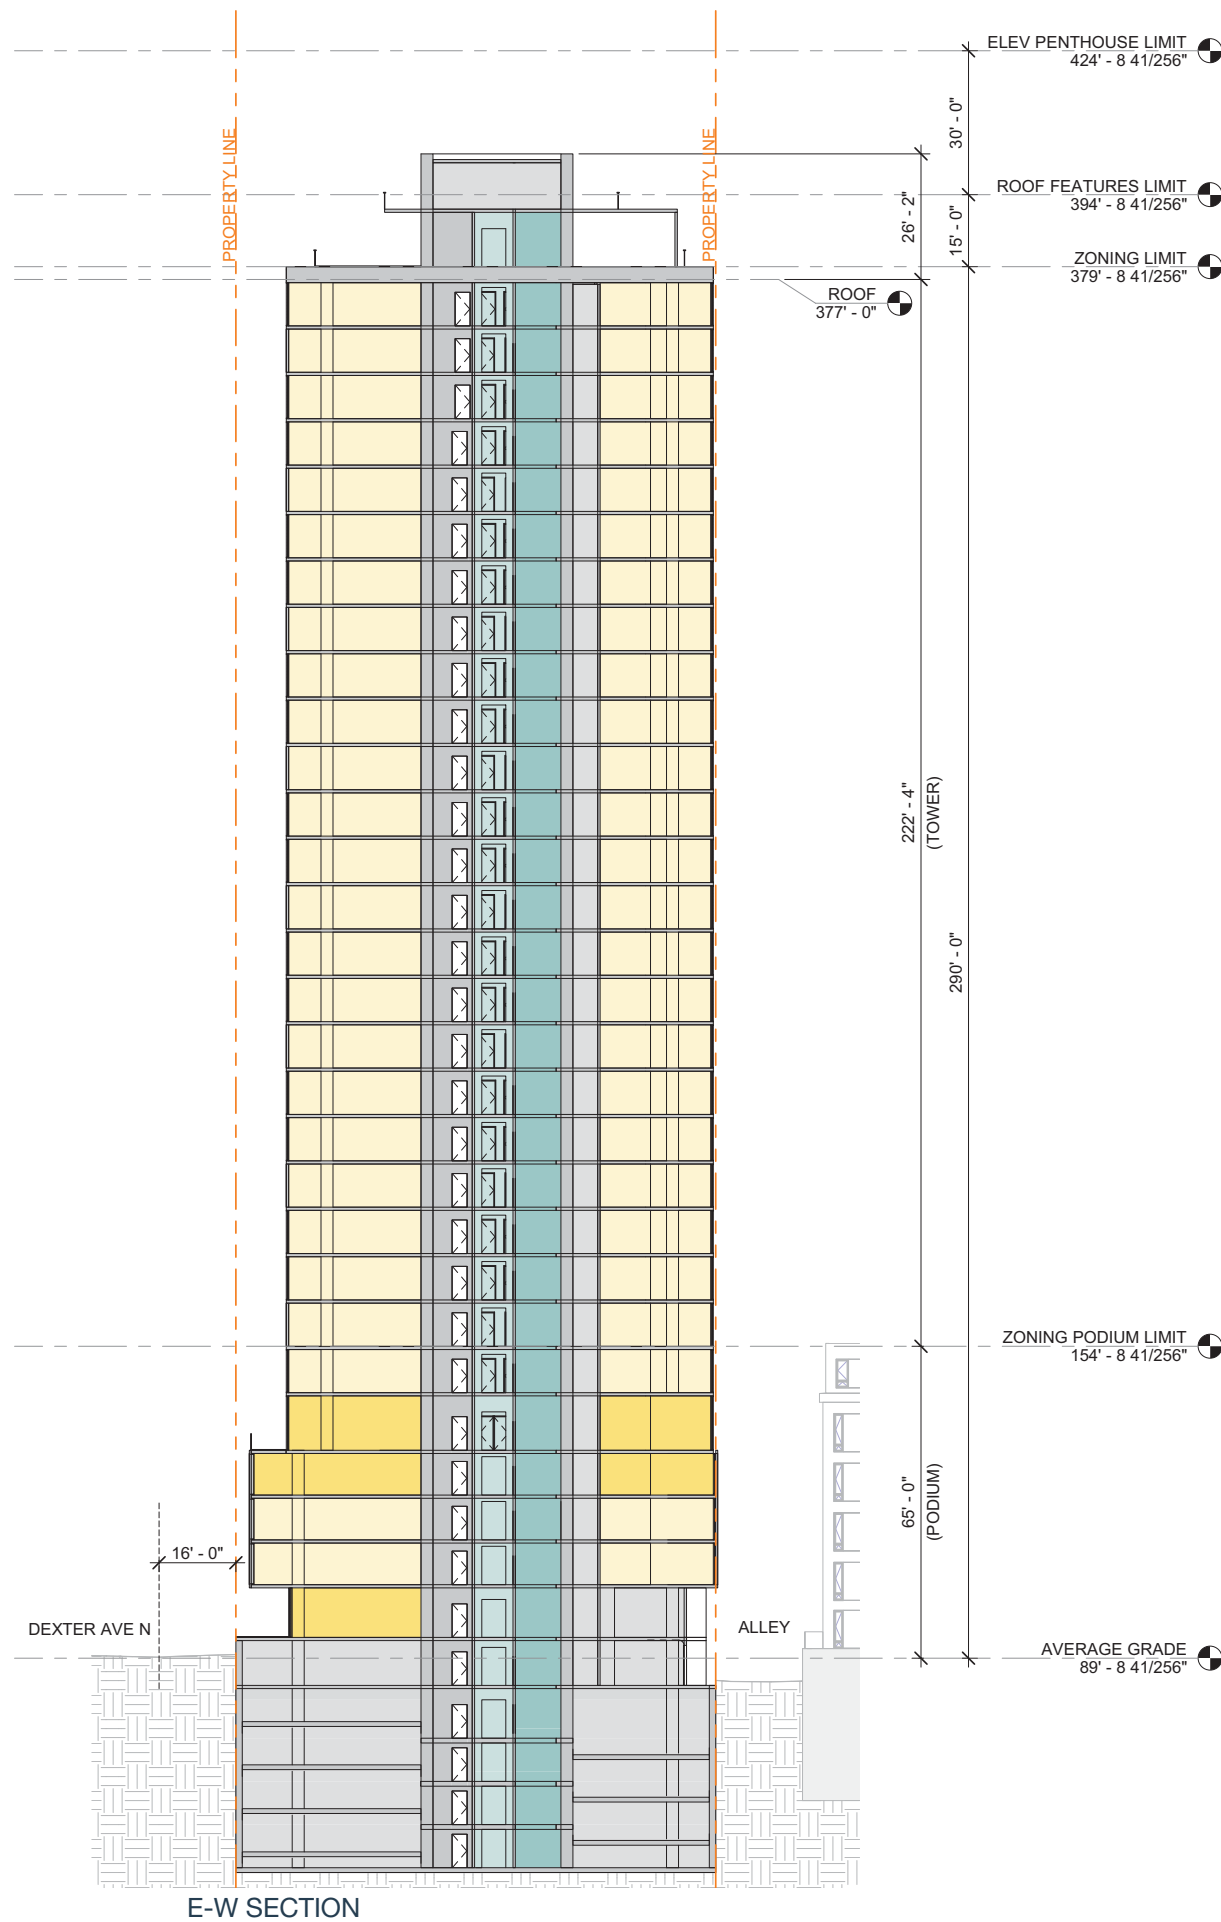 ELEV PENTHOUSE LIMIT
424' - 8 41/256"
30' - 0"
PROPERTY LINE
PROPERTY LINE
ROOF FEATURES LIMIT
394' - 8 41/256"
26' - 2"
15' - 0"
ZONING LIMIT
379' - 8 41/256"
ROOF
377' - 0"
222' - 4"
(TOWER)
290' - 0"
ZONING PODIUM LIMIT
154' - 8 41/256"
65' - 0"
(PODIUM)
16' - 0"
DEXTER AVE N
ALLEY
AVERAGE GRADE
89' - 8 41/256"
E-W SECTION